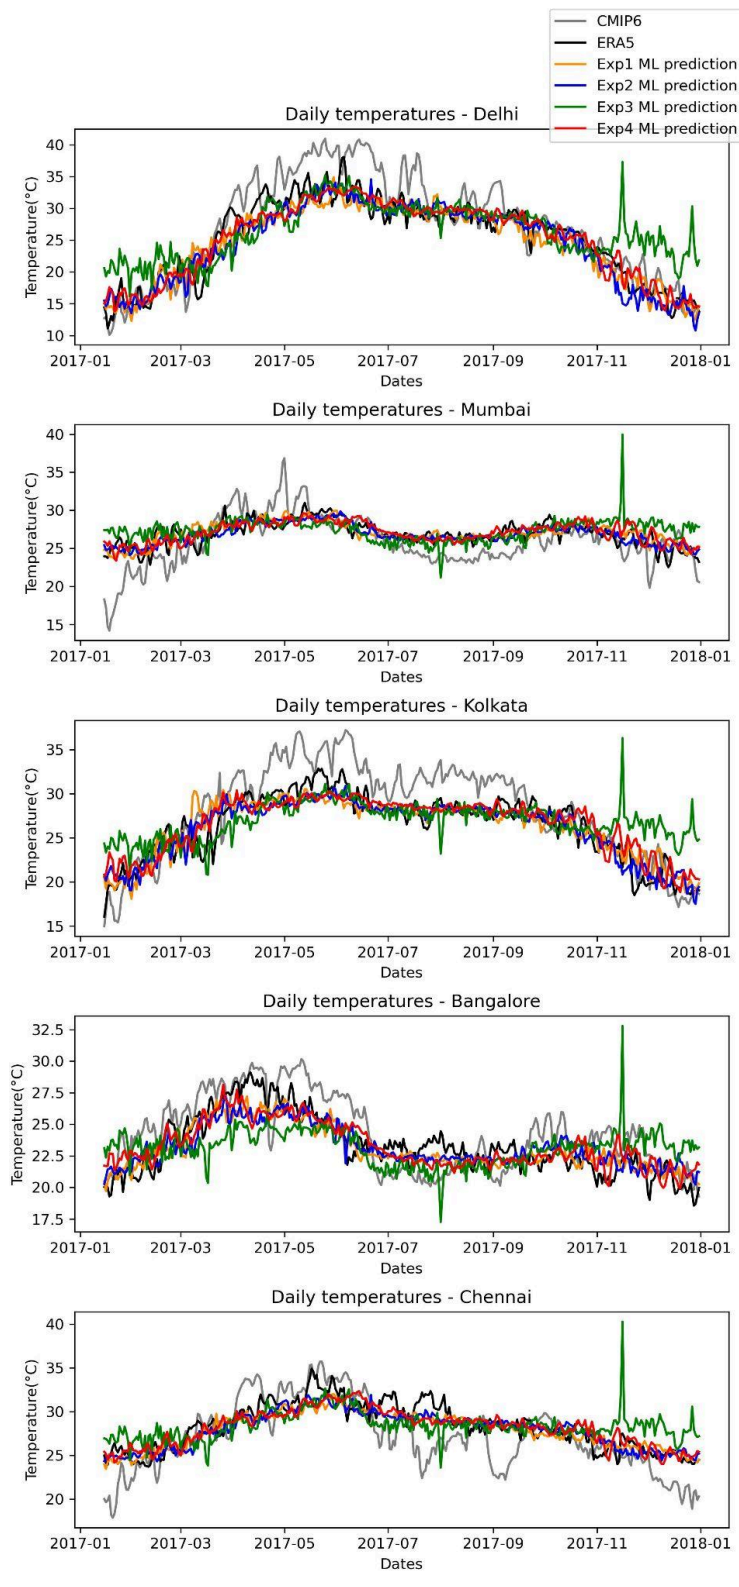 CMIP6
ERA5
Exp1 ML prediction
Exp2 ML prediction
Exp3 ML prediction
Exp4 ML prediction
Daily temperatures - Delhi
Temperature(°C)
40
35
30
25
20
15
10
2017-01 2017-03 2017-05 2017-07 2017-09 2017-11 2018-01
Dates
Daily temperatures - Mumbai
Temperature(°C)
40
35
30
25
20
15
2017-01 2017-03 2017-05 2017-07 2017-09 2017-11 2018-01
Dates
Daily temperatures - Kolkata
Temperature(°C)
35
30
25
20
15
2017-01 2017-03 2017-05 2017-07 2017-09 2017-11 2018-01
Dates
Daily temperatures - Bangalore
Temperature(°C)
32.5
30.0
27.5
25.0
22.5
20.0
17.5
2017-01 2017-03 2017-05 2017-07 2017-09 2017-11 2018-01
Dates
Daily temperatures - Chennai
Temperature(°C)
40
35
30
25
20
2017-01 2017-03 2017-05 2017-07 2017-09 2017-11 2018-01
Dates